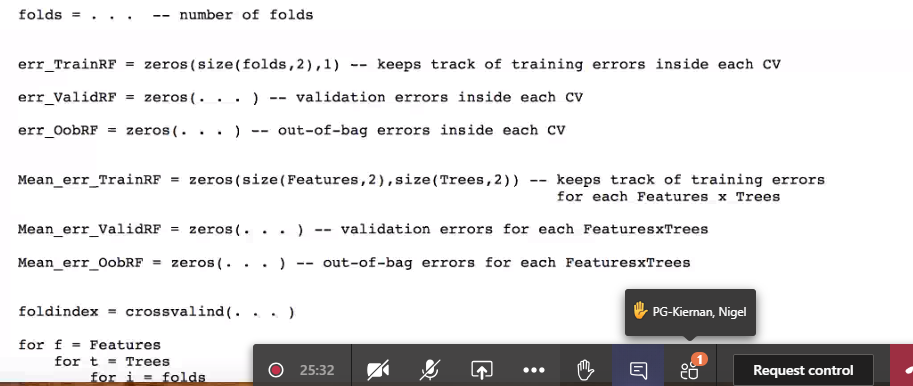 folds = . . . -- number of folds
err_TrainRF = zeros(size(folds,2),1) -- keeps track of training errors inside each CV
err_ValidRF = zeros(. . . ) -- validation errors inside each CV
err_OobRF = zeros(. . . ) -- out-of-bag errors inside each CV
Mean_err_TrainRF = zeros(size(Features,2),size(Trees,2)) -- keeps track of training errors
for each Features x Trees
Mean_err_ValidRF = zeros(. . . ) -- validation errors for each FeaturesxTrees
Mean_err_OobRF = zeros(. . . ) -- out-of-bag errors for each FeaturesxTrees
foldindex = crossvalind(. . . )
PG-Kiernan, Nigel
for f = Features
for t = Trees
for i = folds
25:32
1
Request control